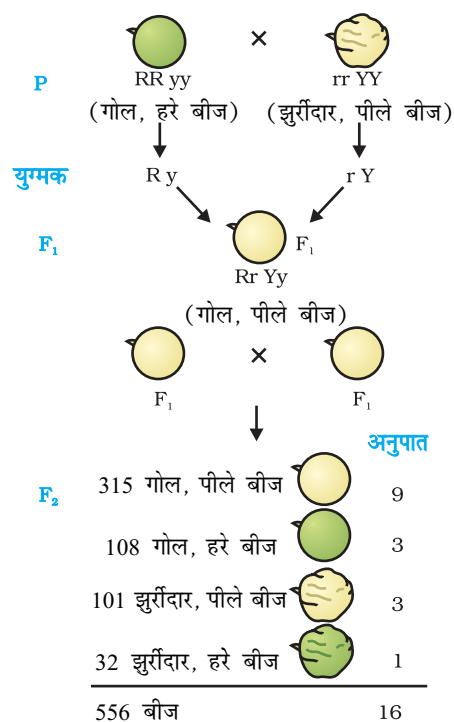 ×
RR yy rr YY
P
(गोल, हरे बीज) (झुर्रीदार, पीले बीज)
युग्मक R y r Y
F₁ F₁
Rr Yy
(गोल, पीले बीज)
×
F₁ F₁
अनुपात
F₂ 315 गोल, पीले बीज 9
108 गोल, हरे बीज 3
101 झुर्रीदार, पीले बीज 3
32 झुर्रीदार, हरे बीज 1
556 बीज 16